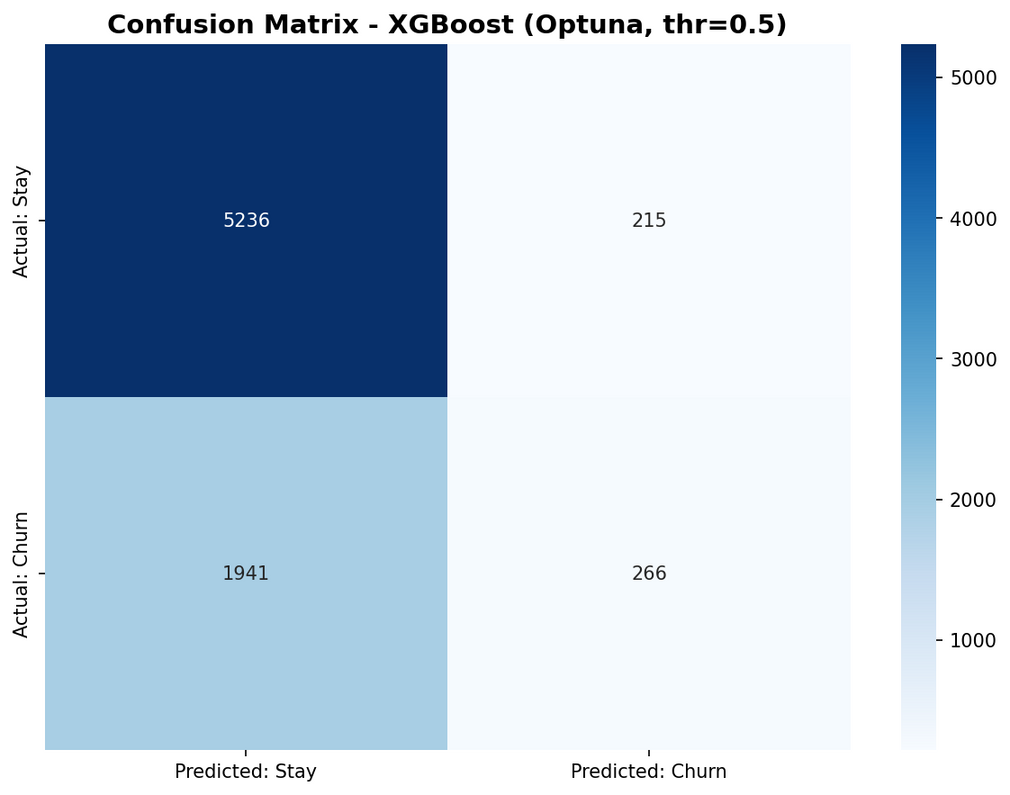 Confusion Matrix - XGBoost (Optuna, thr=0.5)
Actual: Stay
5236
215
Actual: Churn
1941
266
Predicted: Stay
Predicted: Churn
5000
4000
3000
2000
1000